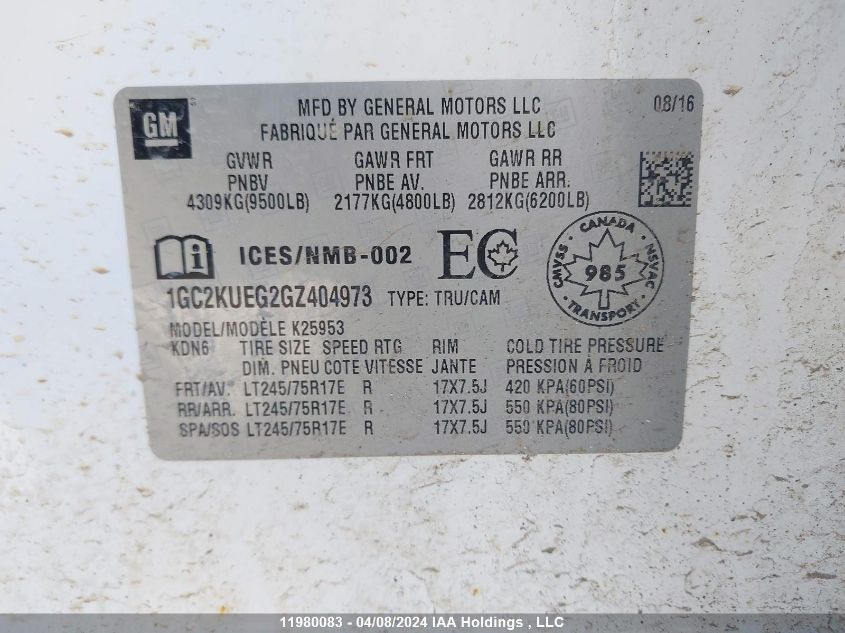 GM MFD BY GENERAL MOTORS LLC 08/16
FABRIQUÉ PAR GENERAL MOTORS LLC
GVWR GAWR FRT GAWR RR
PNBV PNBE AV. PNBE ARR.
4309KG(9500LB) 2177KG(4800LB) 2812KG(6200LB)
i ICES/NMB-002 EC CANADA CMVSS NSVAC 985 TRANSPORT
1GC2KUEG2GZ404973 TYPE: TRU/CAM
MODEL/MODÈLE K25953
KDN6 TIRE SIZE SPEED RTG RIM COLD TIRE PRESSURE
DIM. PNEU COTE VITESSE JANTE PRESSION À FROID
FRT/AV. LT245/75R17E R 17X7.5J 420 KPA(60PSI)
RR/ARR. LT245/75R17E R 17X7.5J 550 KPA(80PSI)
SPA/SOS LT245/75R17E R 17X7.5J 550 KPA(80PSI)
11980083 - 04/08/2024 IAA Holdings , LLC